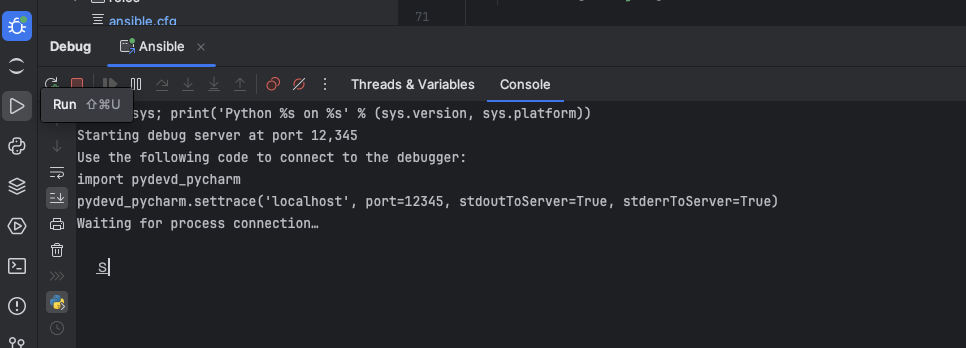 roles
ansible.cfg
71
Debug
Ansible
Threads & Variables
Console
Run ⇧⌘U
sys; print('Python %s on %s' % (sys.version, sys.platform))
Starting debug server at port 12,345
Use the following code to connect to the debugger:
import pydevd_pycharm
pydevd_pycharm.settrace('localhost', port=12345, stdoutToServer=True, stderrToServer=True)
Waiting for process connection…
s